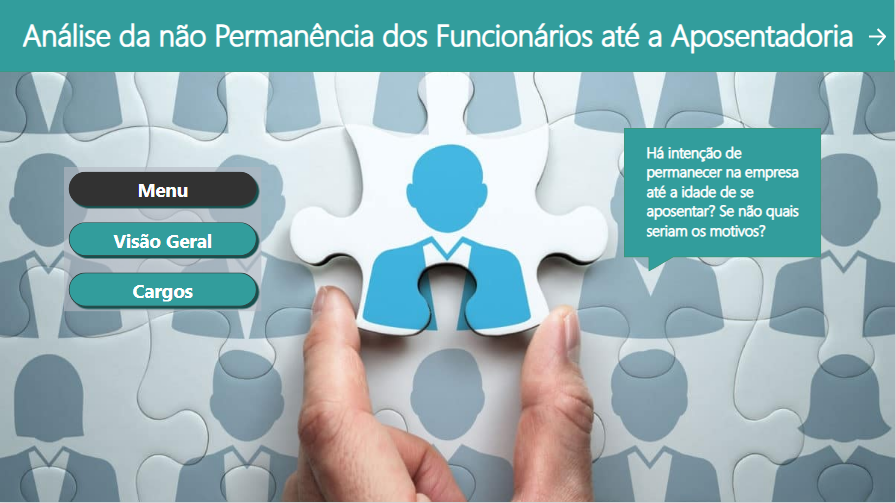 Análise da não Permanência dos Funcionários até a Aposentadoria
Menu
Visão Geral
Cargos
Há intenção de
permanecer na empresa
até a idade de se
aposentar? Se não quais
seriam os motivos?